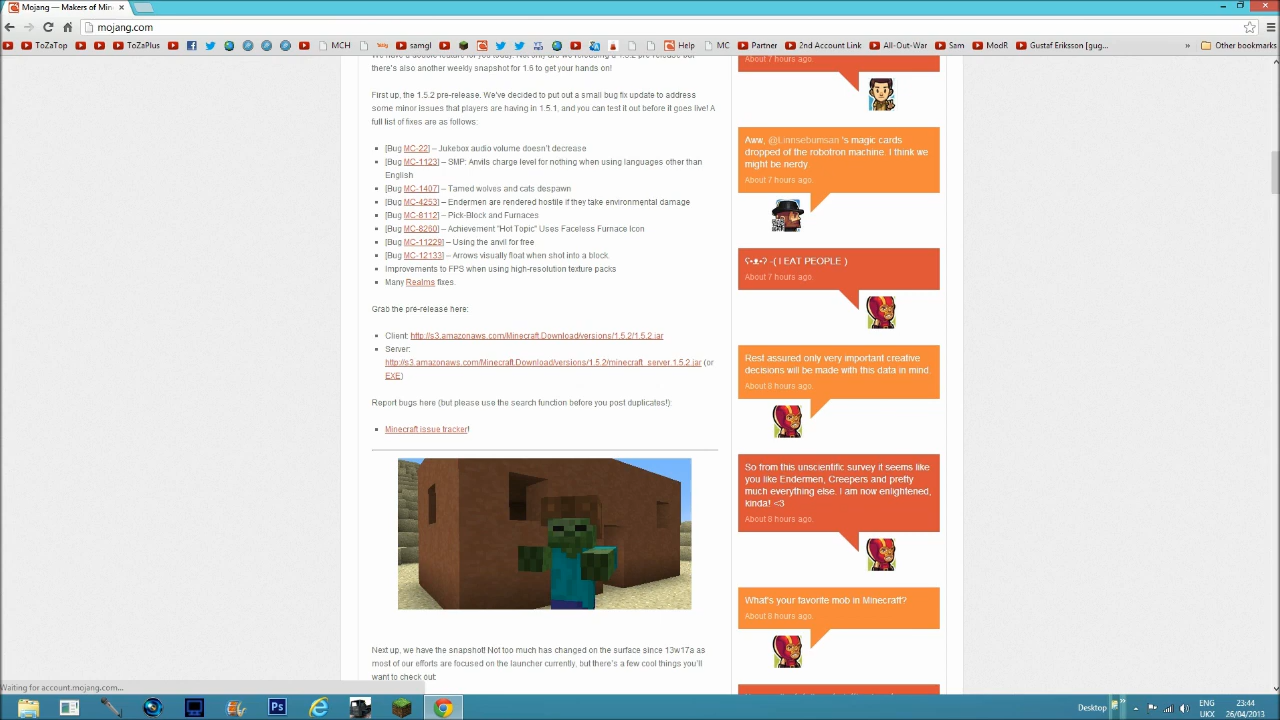 Mojang — Makers of Min
mojang.com
ToZaTop
ToZaPlus
MCH
samgl
Help
MC
Partner
2nd Account Link
All-Out-War
Sam
ModR
Gustaf Eriksson [gug...
»
Other bookmarks
there's also another weekly snapshot for 1.6 to get your hands on!
First up, the 1.5.2 pre-release. We've decided to put out a small bug fix update to address
some minor issues that players are having in 1.5.1, and you can test it out before it goes live! A
full list of fixes are as follows:
[Bug MC-22] – Jukebox audio volume doesn't decrease
[Bug MC-1123] – SMP: Anvils charge level for nothing when using languages other than
English
[Bug MC-1407] – Tamed wolves and cats despawn
[Bug MC-4253] – Endermen are rendered hostile if they take environmental damage
[Bug MC-8112] – Pick-Block and Furnaces
[Bug MC-8260] – Achievement "Hot Topic" Uses Faceless Furnace Icon
[Bug MC-11229] – Using the anvil for free
[Bug MC-12133] – Arrows visually float when shot into a block.
Improvements to FPS when using high-resolution texture packs
Many Realms fixes.
Grab the pre-release here:
Client: http://s3.amazonaws.com/Minecraft.Download/versions/1.5.2/1.5.2.jar
Server:
http://s3.amazonaws.com/Minecraft.Download/versions/1.5.2/minecraft_server.1.5.2.jar (or
EXE)
Report bugs here (but please use the search function before you post duplicates!):
Minecraft issue tracker!
Next up, we have the snapshot! Not too much has changed on the surface since 13w17a as
most of our efforts are focused on the launcher currently, but there's a few cool things you'll
want to check out:
About 7 hours ago.
Aww, @Linnsebumsan 's magic cards
dropped of the robotron machine. I think we
might be nerdy.
About 7 hours ago.
ʕ•ᴥ•ʔ -( I EAT PEOPLE )
About 7 hours ago.
Rest assured only very important creative
decisions will be made with this data in mind.
About 8 hours ago.
So from this unscientific survey it seems like
you like Endermen, Creepers and pretty
much everything else. I am now enlightened,
kinda! <3
About 8 hours ago.
What's your favorite mob in Minecraft?
About 8 hours ago.
Waiting for account.mojang.com...
Ps
Desktop
»
ENG
UKX
23:44
26/04/2013